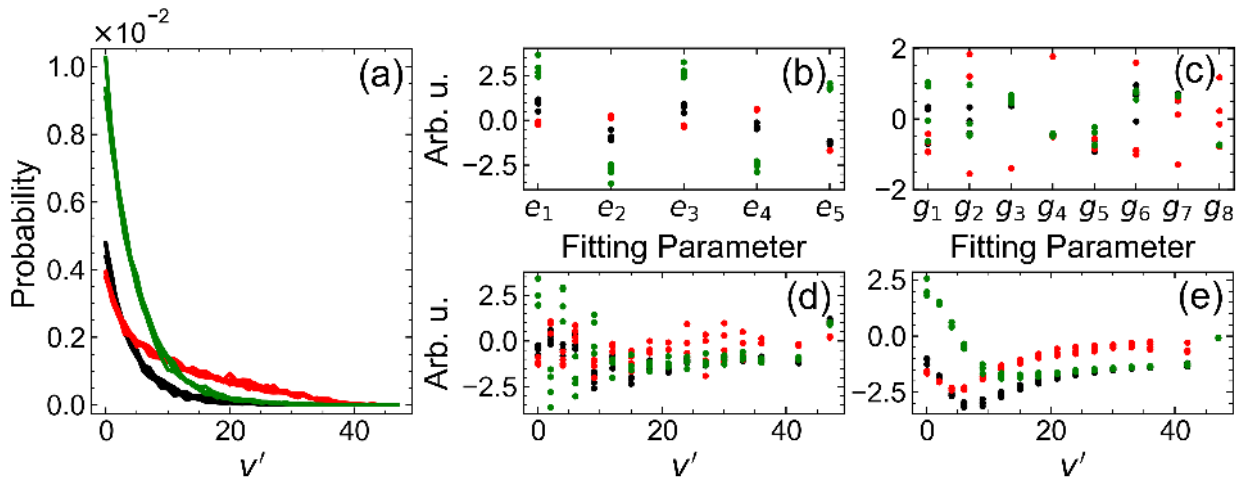 ×10⁻²
(a)
1.0
0.8
0.6
0.4
0.2
0.0
Probability
0 20 40
v′
(b)
2.5
0.0
−2.5
Arb. u.
e₁ e₂ e₃ e₄ e₅
Fitting Parameter
(c)
2
0
−2
g₁ g₂ g₃ g₄ g₅ g₆ g₇ g₈
Fitting Parameter
(d)
2.5
0.0
−2.5
Arb. u.
0 20 40
v′
(e)
2.5
0.0
−2.5
0 20 40
v′